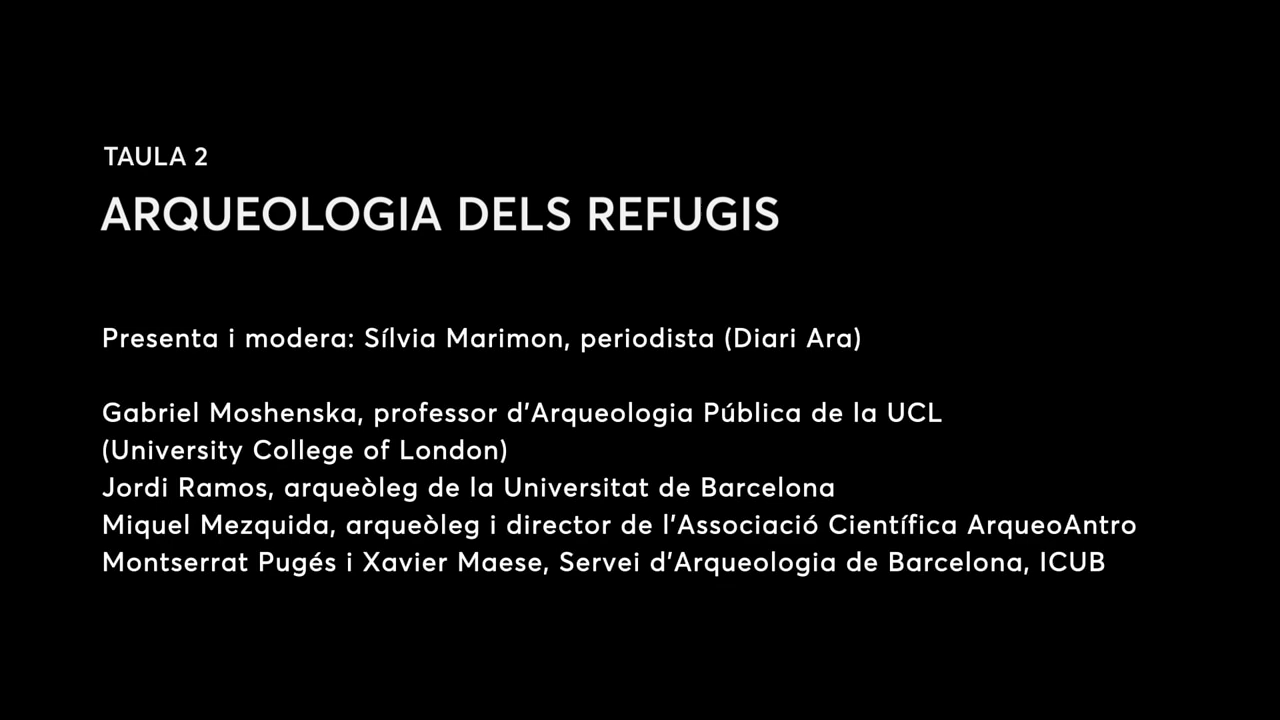 TAULA 2
ARQUEOLOGIA DELS REFUGIS
Presenta i modera: Sílvia Marimon, periodista (Diari Ara)
Gabriel Moshenska, professor d’Arqueologia Pública de la UCL
(University College of London)
Jordi Ramos, arqueòleg de la Universitat de Barcelona
Miquel Mezquida, arqueòleg i director de l’Associació Científica ArqueoAntro
Montserrat Pugés i Xavier Maese, Servei d’Arqueologia de Barcelona, ICUB